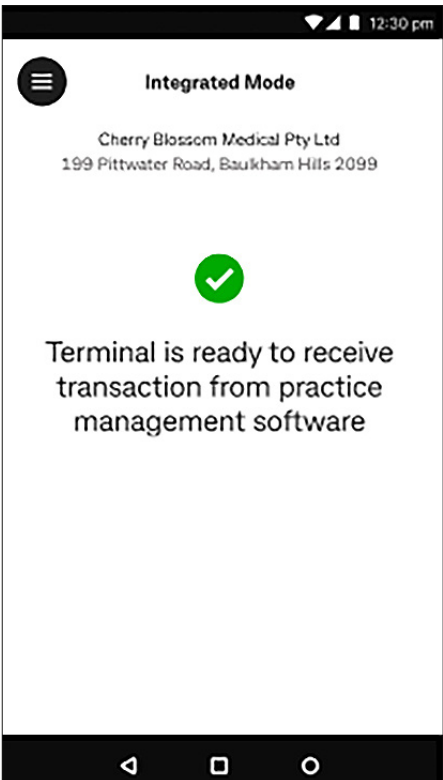 12:30 pm
Integrated Mode
Cherry Blossom Medical Pty Ltd
199 Pittwater Road, Baulkham Hills 2099
Terminal is ready to receive
transaction from practice
management software